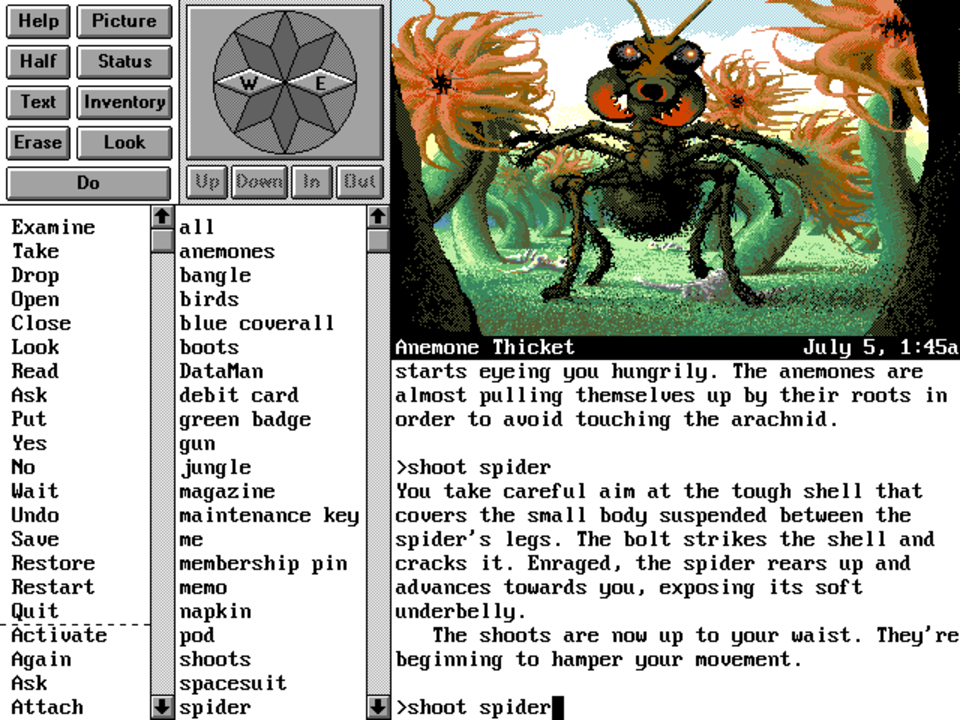 Help Picture
Half Status
Text Inventory
Erase Look
Do
W E
Up Down In Out
Examine
Take
Drop
Open
Close
Look
Read
Ask
Put
Yes
No
Wait
Undo
Save
Restore
Restart
Quit
Activate
Again
Ask
Attach
all
anemones
bangle
birds
blue coverall
boots
DataMan
debit card
green badge
gun
jungle
magazine
maintenance key
me
membership pin
memo
napkin
pod
shoots
spacesuit
spider
Anemone Thicket July 5, 1:45a
starts eyeing you hungrily. The anemones are
almost pulling themselves up by their roots in
order to avoid touching the arachnid.
>shoot spider
You take careful aim at the tough shell that
covers the small body suspended between the
spider's legs. The bolt strikes the shell and
cracks it. Enraged, the spider rears up and
advances towards you, exposing its soft
underbelly.
The shoots are now up to your waist. They're
beginning to hamper your movement.
>shoot spider